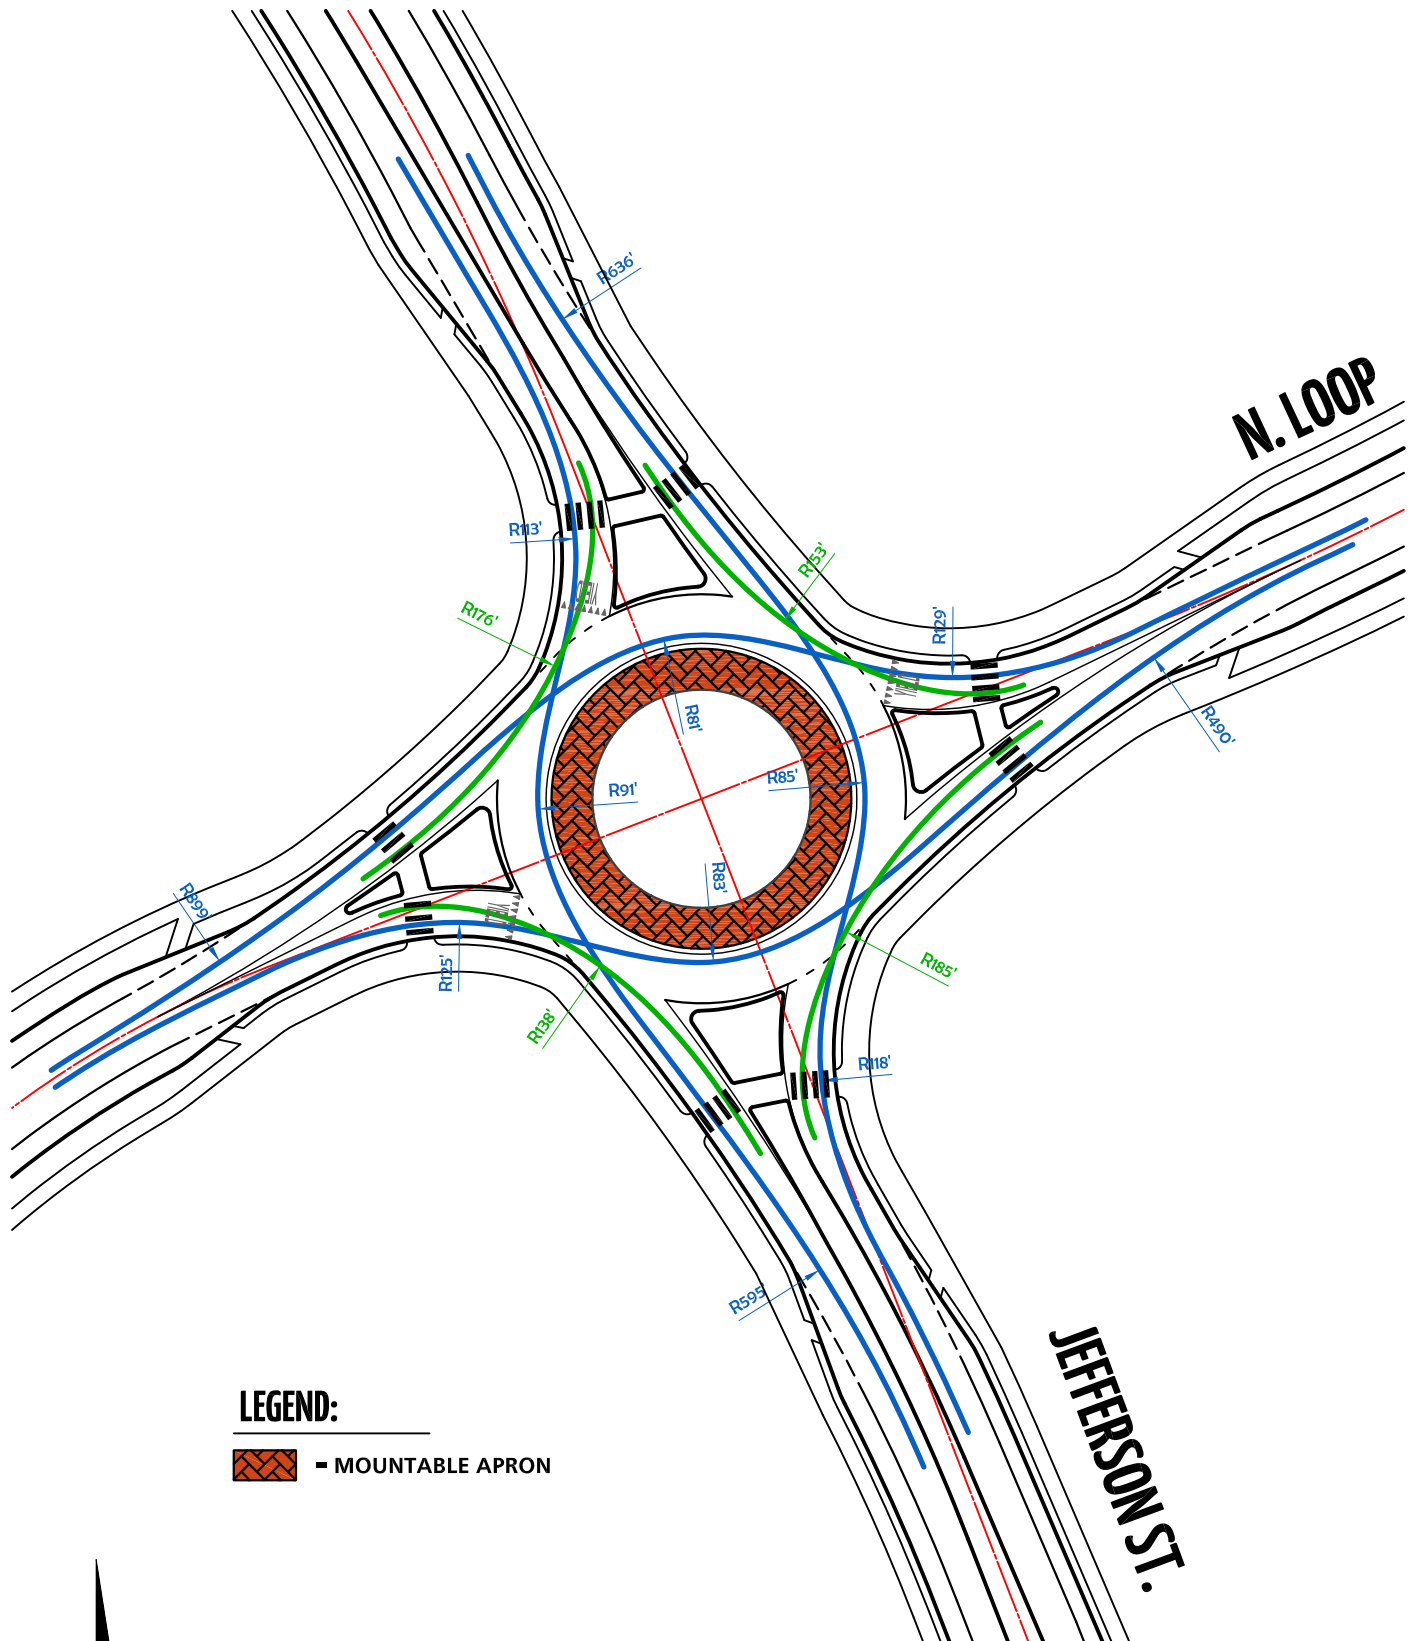 R636'
N. LOOP
R113'
R153'
R176'
R129'
R81'
R490'
R85'
R91'
R83'
R899'
R185'
R125'
R138'
R118'
R595'
JEFFERSON ST.
LEGEND:
- MOUNTABLE APRON